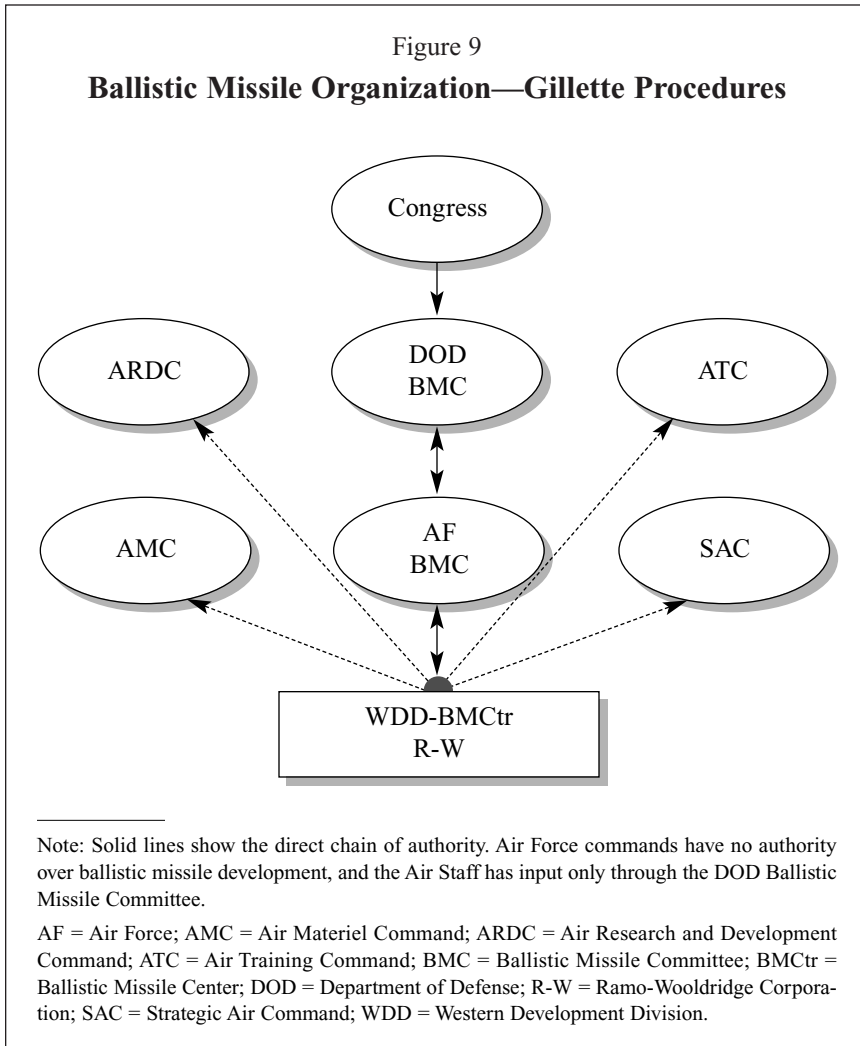 Figure 9
Ballistic Missile Organization—Gillette Procedures
Congress
ARDC
DOD
BMC
ATC
AMC
AF
BMC
SAC
WDD-BMCtr
R-W
Note: Solid lines show the direct chain of authority. Air Force commands have no authority
over ballistic missile development, and the Air Staff has input only through the DOD Ballistic
Missile Committee.
AF = Air Force; AMC = Air Materiel Command; ARDC = Air Research and Development
Command; ATC = Air Training Command; BMC = Ballistic Missile Committee; BMCtr =
Ballistic Missile Center; DOD = Department of Defense; R-W = Ramo-Wooldridge Corpora-
tion; SAC = Strategic Air Command; WDD = Western Development Division.